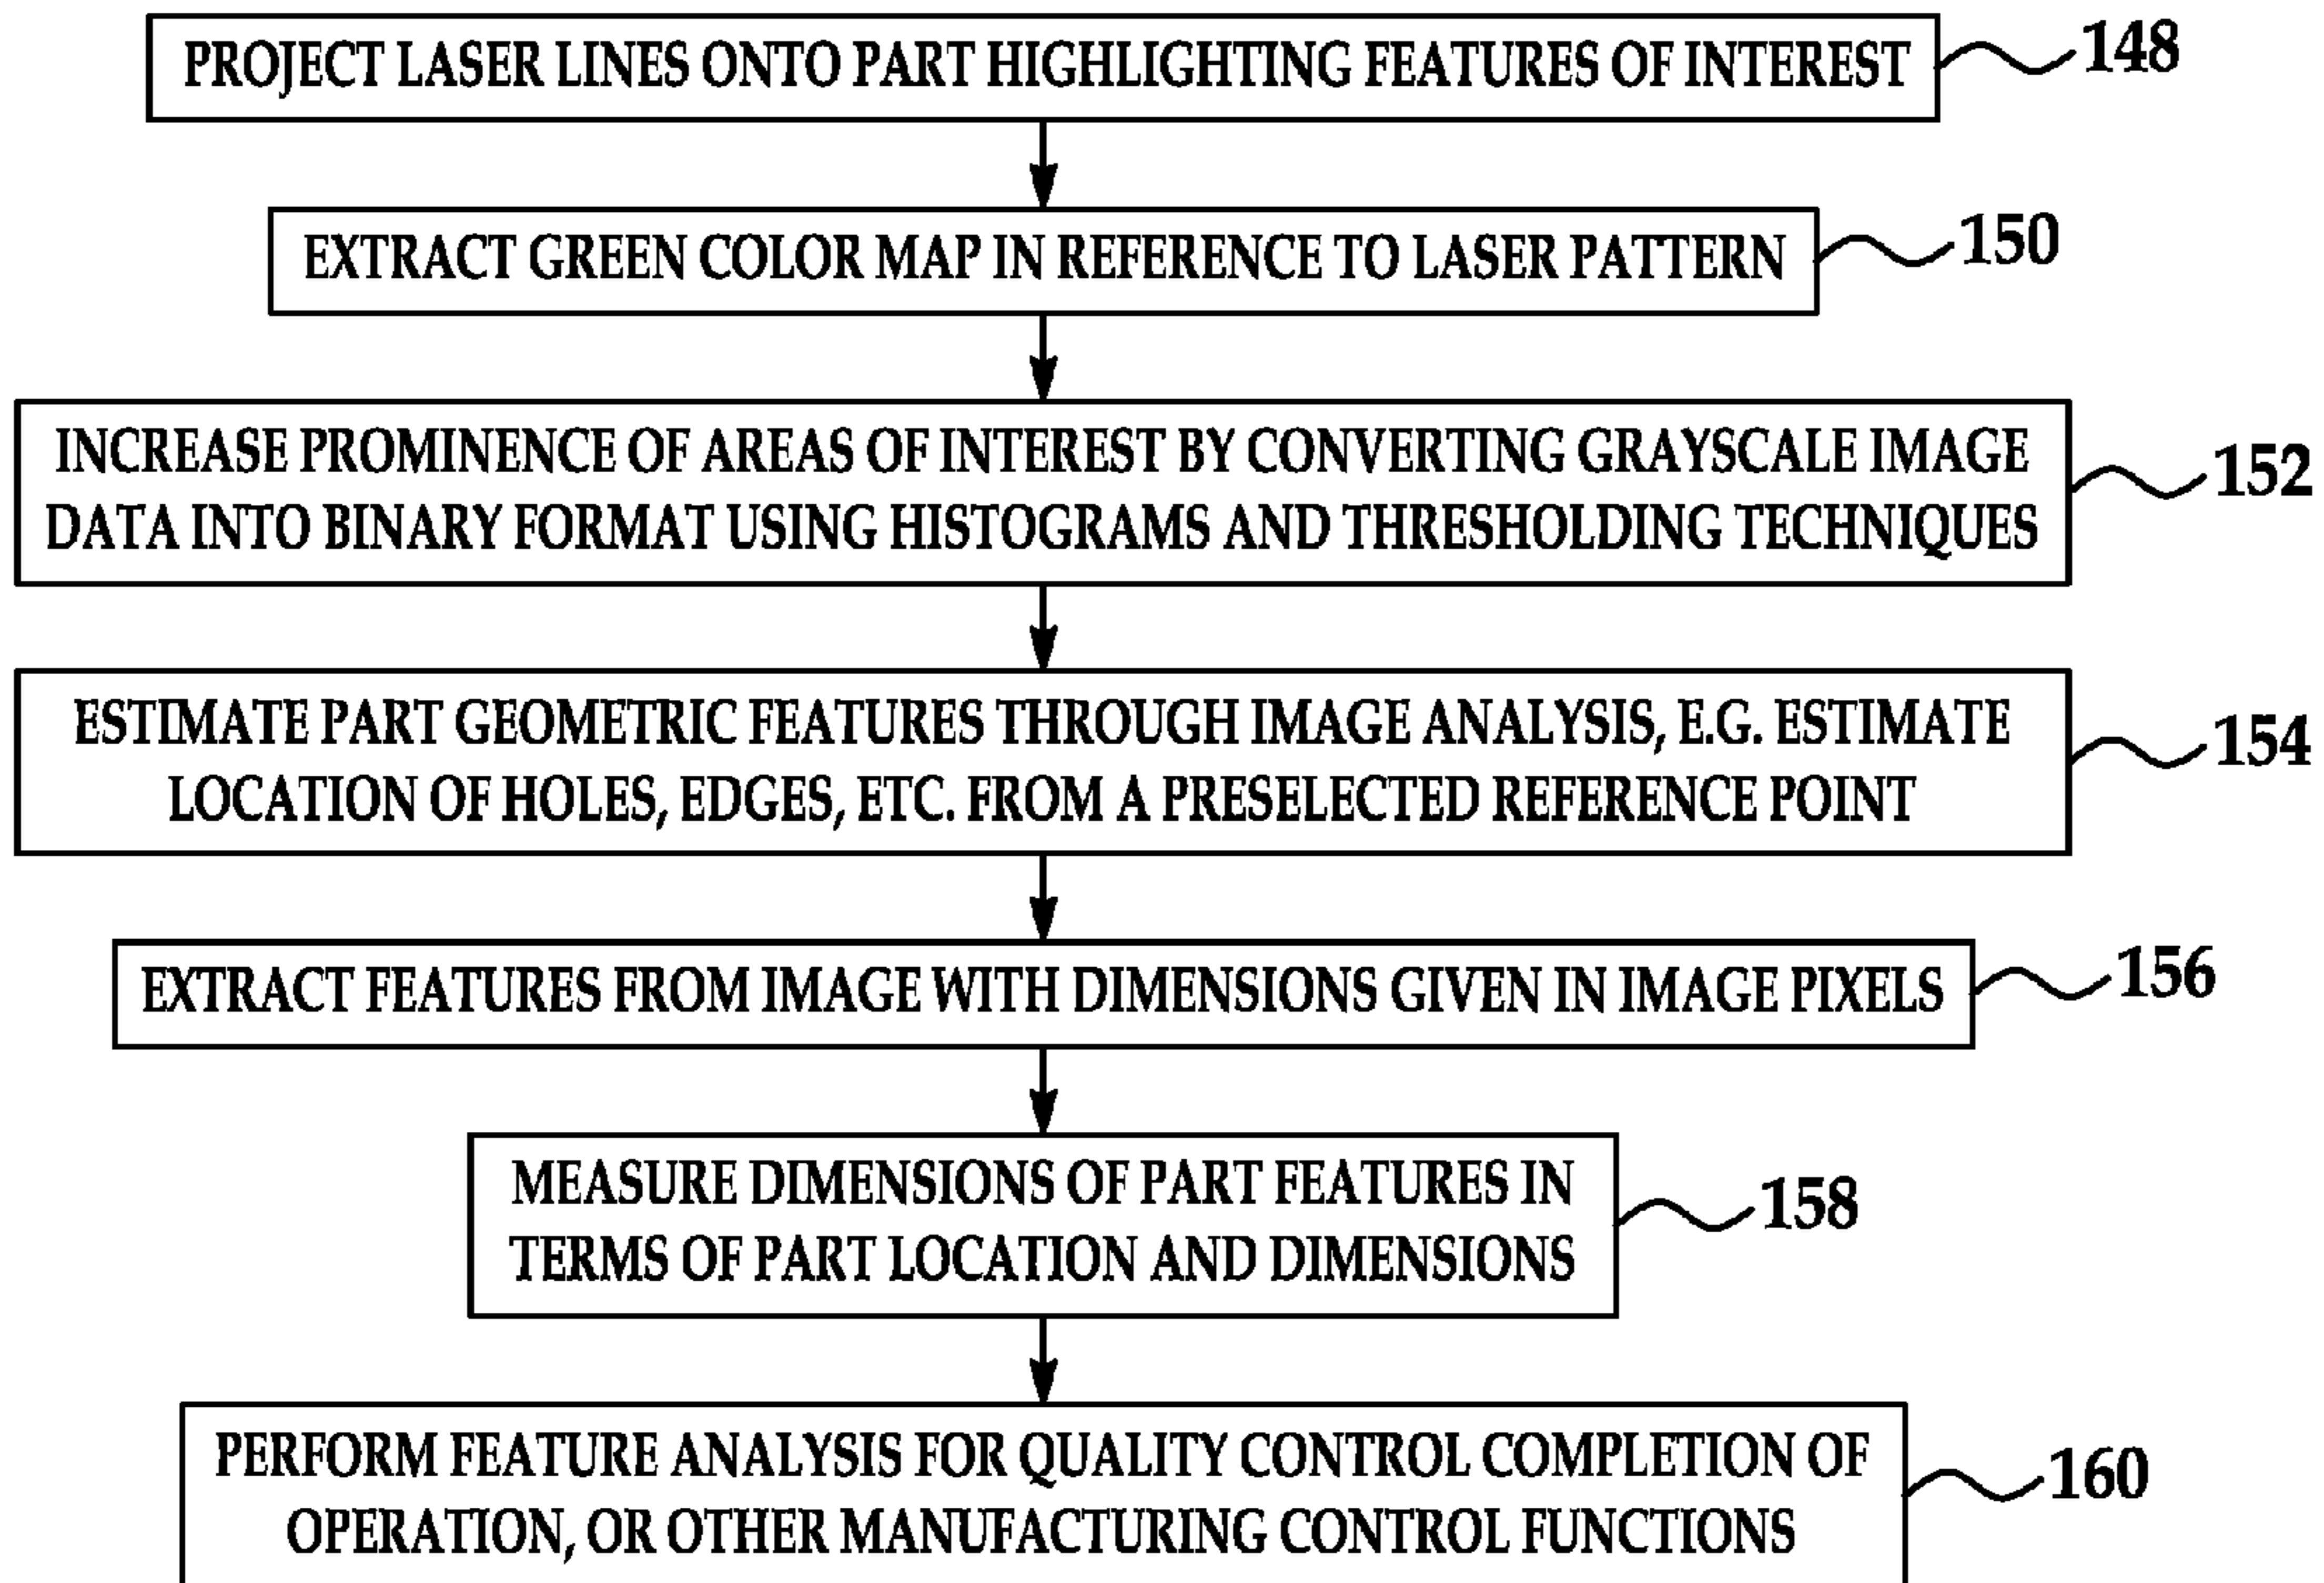 PROJECT LASER LINES ONTO PART HIGHLIGHTING FEATURES OF INTEREST
148
EXTRACT GREEN COLOR MAP IN REFERENCE TO LASER PATTERN
150
INCREASE PROMINENCE OF AREAS OF INTEREST BY CONVERTING GRAYSCALE IMAGE
DATA INTO BINARY FORMAT USING HISTOGRAMS AND THRESHOLDING TECHNIQUES
152
ESTIMATE PART GEOMETRIC FEATURES THROUGH IMAGE ANALYSIS, E.G. ESTIMATE
LOCATION OF HOLES, EDGES, ETC. FROM A PRESELECTED REFERENCE POINT
154
EXTRACT FEATURES FROM IMAGE WITH DIMENSIONS GIVEN IN IMAGE PIXELS
156
MEASURE DIMENSIONS OF PART FEATURES IN
TERMS OF PART LOCATION AND DIMENSIONS
158
PERFORM FEATURE ANALYSIS FOR QUALITY CONTROL COMPLETION OF
OPERATION, OR OTHER MANUFACTURING CONTROL FUNCTIONS
160